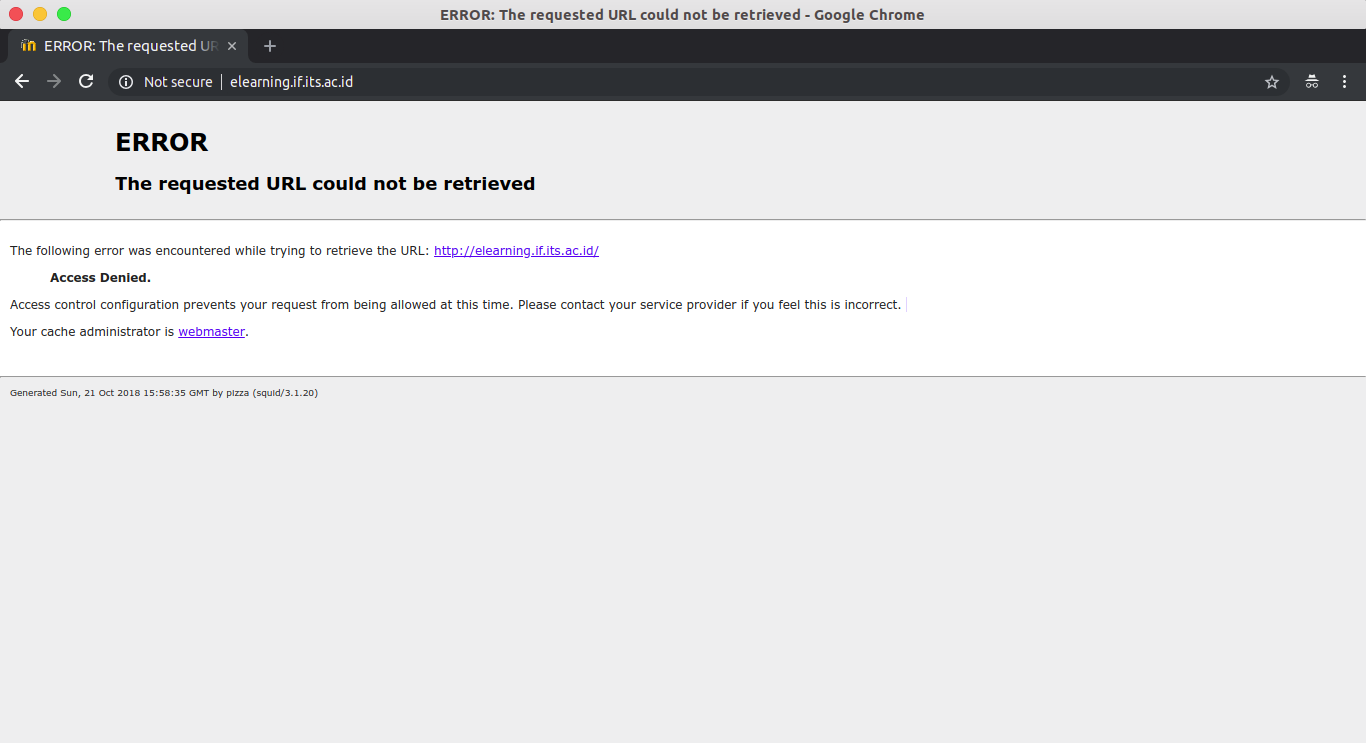 ERROR: The requested URL could not be retrieved - Google Chrome
ERROR: The requested UR
Not secure | elearning.if.its.ac.id
ERROR
The requested URL could not be retrieved
The following error was encountered while trying to retrieve the URL: http://elearning.if.its.ac.id/
Access Denied.
Access control configuration prevents your request from being allowed at this time. Please contact your service provider if you feel this is incorrect.
Your cache administrator is webmaster.
Generated Sun, 21 Oct 2018 15:58:35 GMT by pizza (squid/3.1.20)